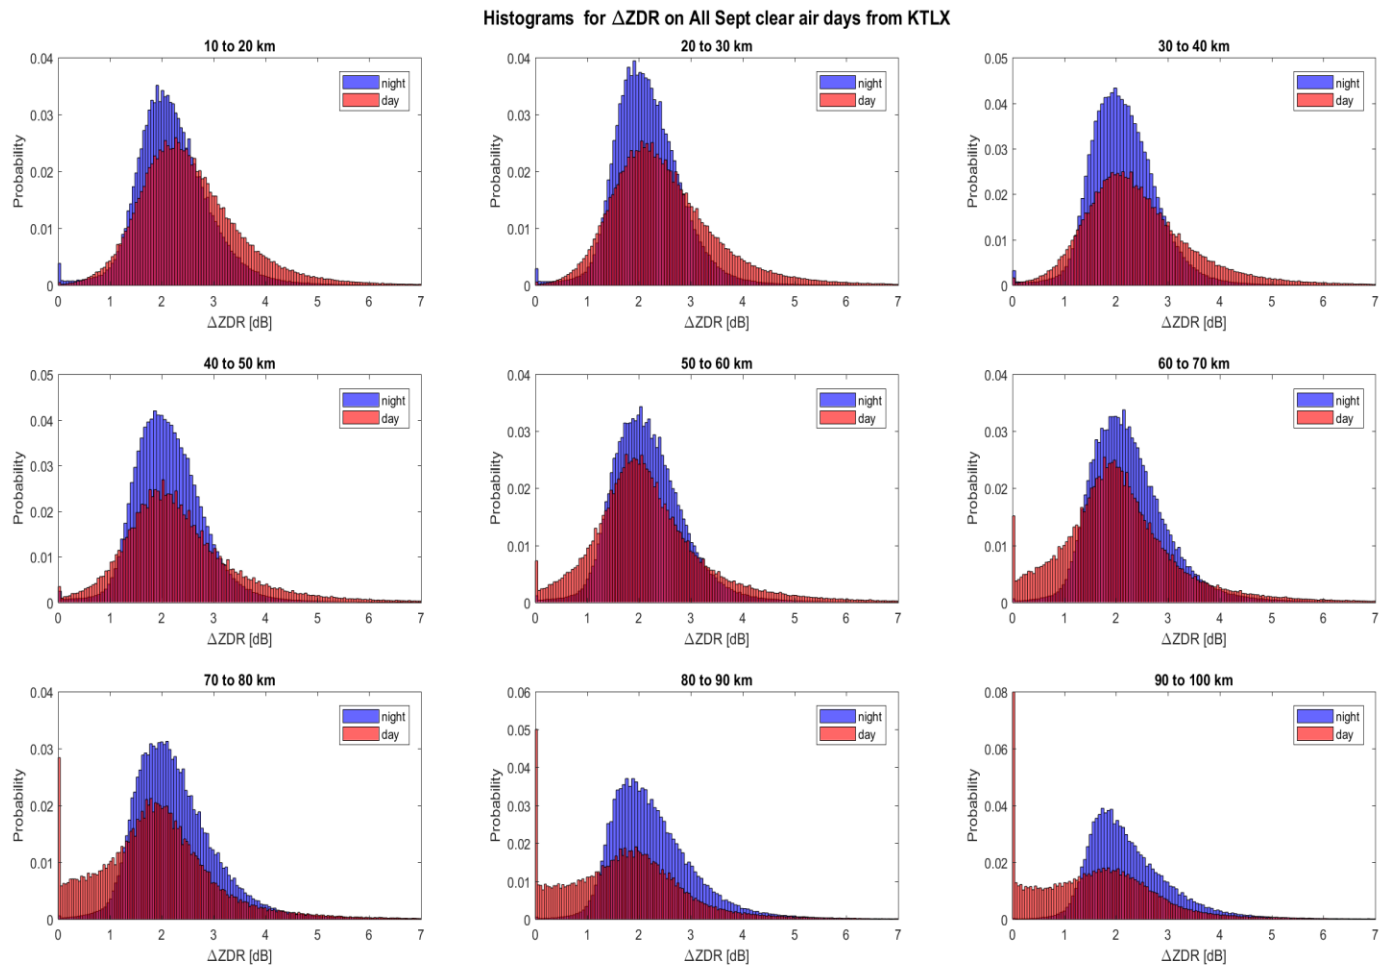 Histograms for ΔZDR on All Sept clear air days from KTLX
10 to 20 km
0.04
0.03
0.02
0.01
0
Probability
night
day
0 1 2 3 4 5 6 7
ΔZDR [dB]
20 to 30 km
0.04
0.03
0.02
0.01
0
Probability
night
day
0 1 2 3 4 5 6 7
ΔZDR [dB]
30 to 40 km
0.05
0.04
0.03
0.02
0.01
0
Probability
night
day
0 1 2 3 4 5 6 7
ΔZDR [dB]
40 to 50 km
0.05
0.04
0.03
0.02
0.01
0
Probability
night
day
0 1 2 3 4 5 6 7
ΔZDR [dB]
50 to 60 km
0.04
0.03
0.02
0.01
0
Probability
night
day
0 1 2 3 4 5 6 7
ΔZDR [dB]
60 to 70 km
0.04
0.03
0.02
0.01
0
Probability
night
day
0 1 2 3 4 5 6 7
ΔZDR [dB]
70 to 80 km
0.04
0.03
0.02
0.01
0
Probability
night
day
0 1 2 3 4 5 6 7
ΔZDR [dB]
80 to 90 km
0.06
0.05
0.04
0.03
0.02
0.01
0
Probability
night
day
0 1 2 3 4 5 6 7
ΔZDR [dB]
90 to 100 km
0.08
0.06
0.04
0.02
0
Probability
night
day
0 1 2 3 4 5 6 7
ΔZDR [dB]